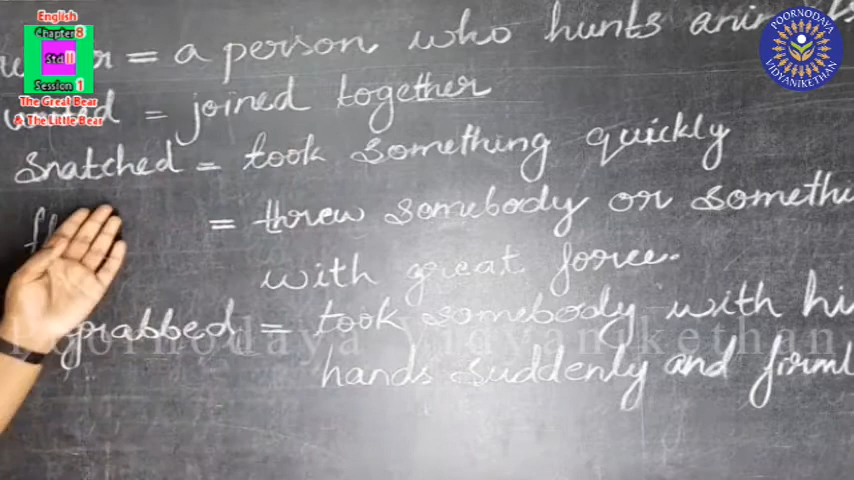 English
Chapter 8
Std III
Session 1
The Great Bear
& The Little Bear
POORNODAYA VIDYANIKETHAN
= a person who hunts animals
= joined together
snatched = took something quickly
= threw somebody or somethi
with great force.
grabbed = took somebody with hi
hands suddenly and firml
Poornodaya Vidyanikethan